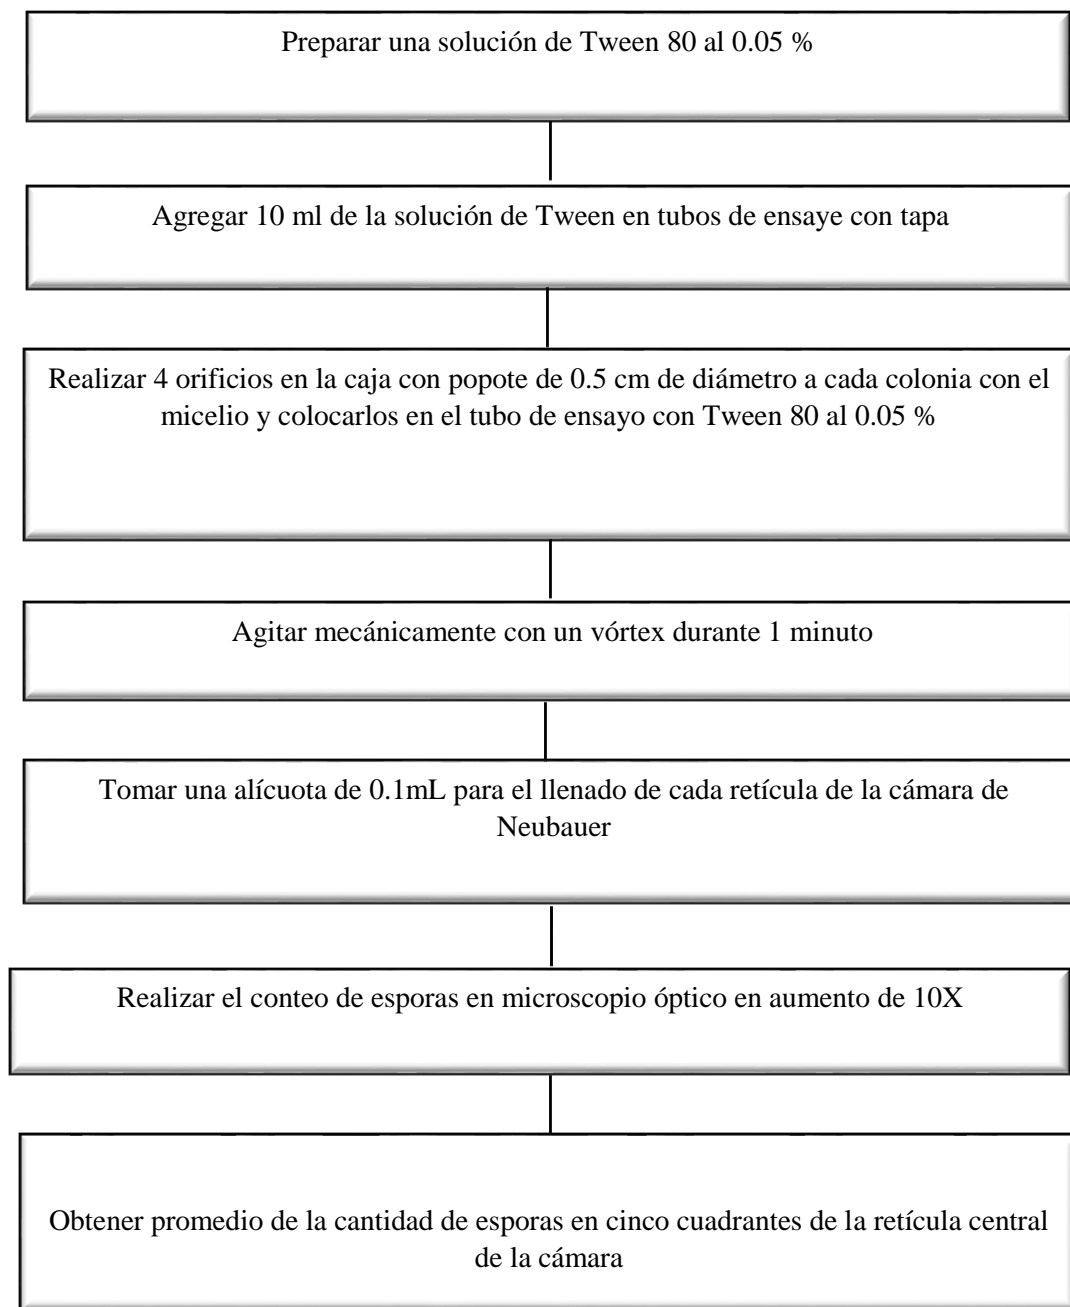 Preparar una solución de Tween 80 al 0.05 %
Agregar 10 ml de la solución de Tween en tubos de ensaye con tapa
Realizar 4 orificios en la caja con popote de 0.5 cm de diámetro a cada colonia con el
micelio y colocarlos en el tubo de ensayo con Tween 80 al 0.05 %
Agitar mecánicamente con un vórtex durante 1 minuto
Tomar una alícuota de 0.1mL para el llenado de cada retícula de la cámara de
Neubauer
Realizar el conteo de esporas en microscopio óptico en aumento de 10X
Obtener promedio de la cantidad de esporas en cinco cuadrantes de la retícula central
de la cámara